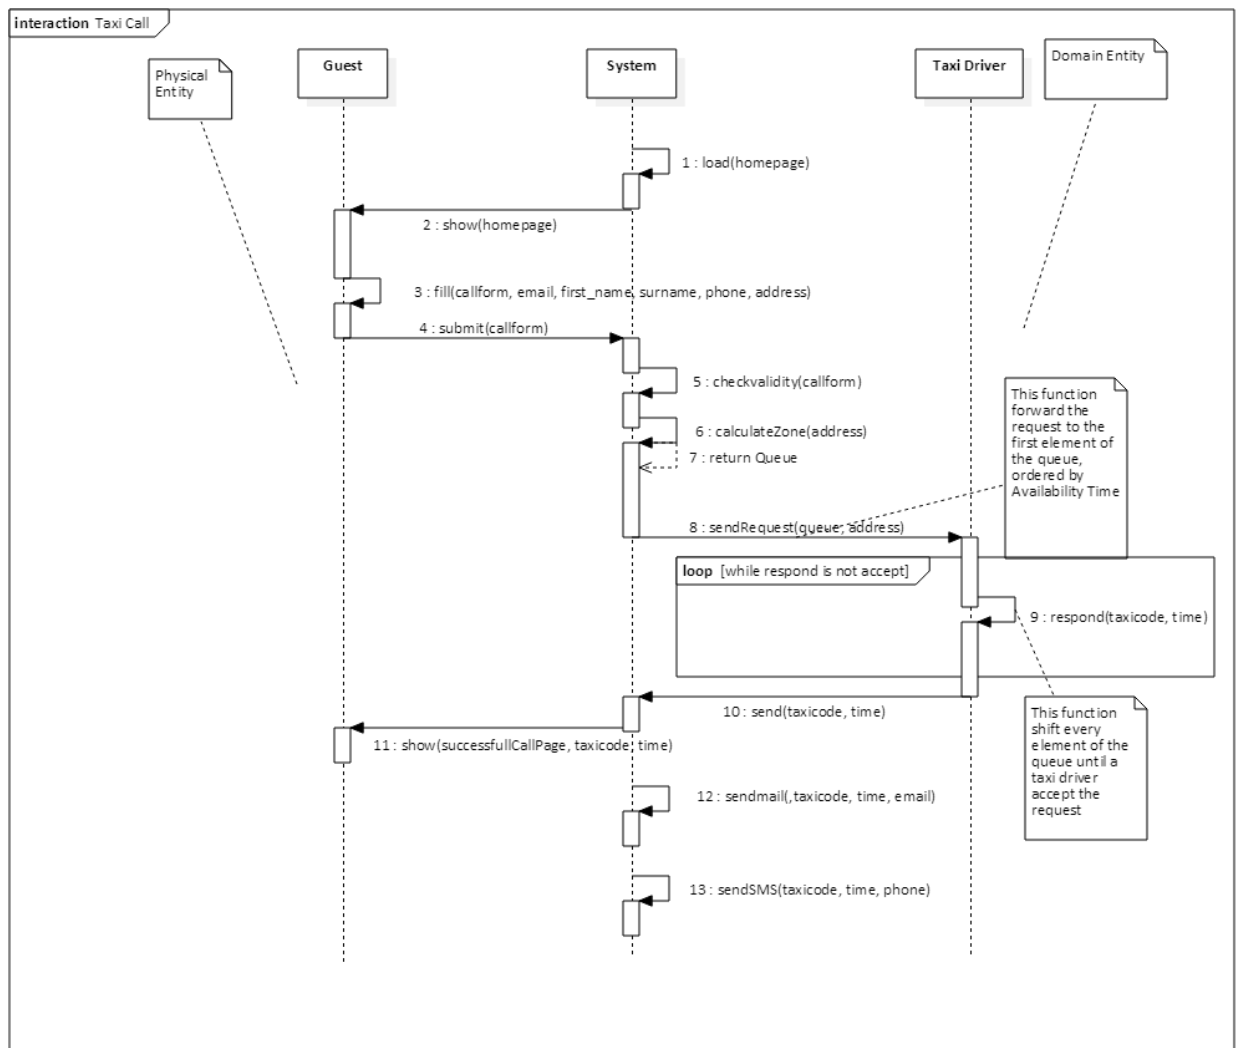 interaction Taxi Call
Physical
Entity
Guest
System
Taxi Driver
Domain Entity
1 : load(homepage)
2 : show(homepage)
3 : fill(callform, email, first_name, surname, phone, address)
4 : submit(callform)
5 : checkvalidity(callform)
6 : calculateZone(address)
7 : return Queue
This function
forward the
request to the
first element of
the queue,
ordered by
Availability Time
8 : sendRequest(queue, address)
loop [while respond is not accept]
9 : respond(taxicode, time)
10 : send(taxicode, time)
11 : show(successfullCallPage, taxicode, time)
This function
shift every
element of the
queue until a
taxi driver
accept the
request
12 : sendmail(,taxicode, time, email)
13 : sendSMS(taxicode, time, phone)